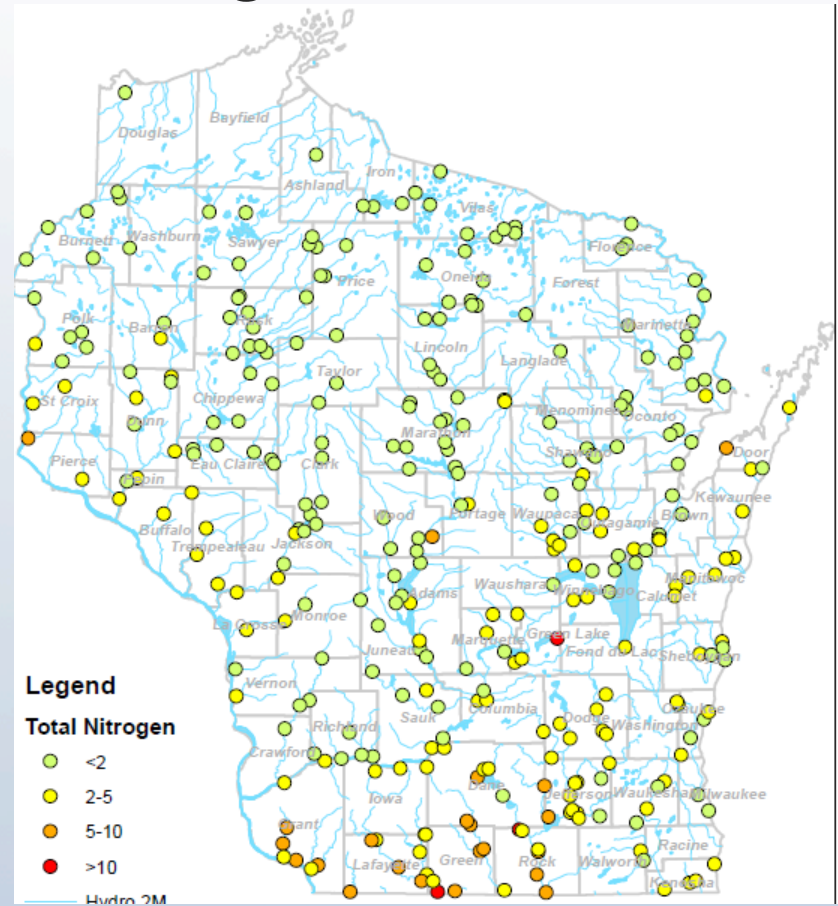 Bayfield
Douglas
Iron
Ashland
Vilas
Burnett
Washburn
Sawyer
Florence
Price
Oneida
Forest
Polk
Barron
Rusk
Marinette
Lincoln
Langlade
Taylor
St Croix
Chippewa
Menominee
Oconto
Dunn
Marathon
Shawano
Door
Pierce
Eau Claire
Clark
Pepin
Kewaunee
Wood
Portage
Waupaca
Outagamie
Brown
Buffalo
Trempealeau
Jackson
Waushara
Winnebago
Calumet
Manitowoc
Adams
La Crosse
Monroe
Marquette
Green Lake
Juneau
Fond du Lac
Sheboygan
Vernon
Sauk
Columbia
Dodge
Ozaukee
Washington
Richland
Crawford
Iowa
Dane
Jefferson
Waukesha
Milwaukee
Grant
Lafayette
Green
Rock
Walworth
Racine
Kenosha
Legend
Total Nitrogen
<2
2-5
5-10
>10
Hydro 2M